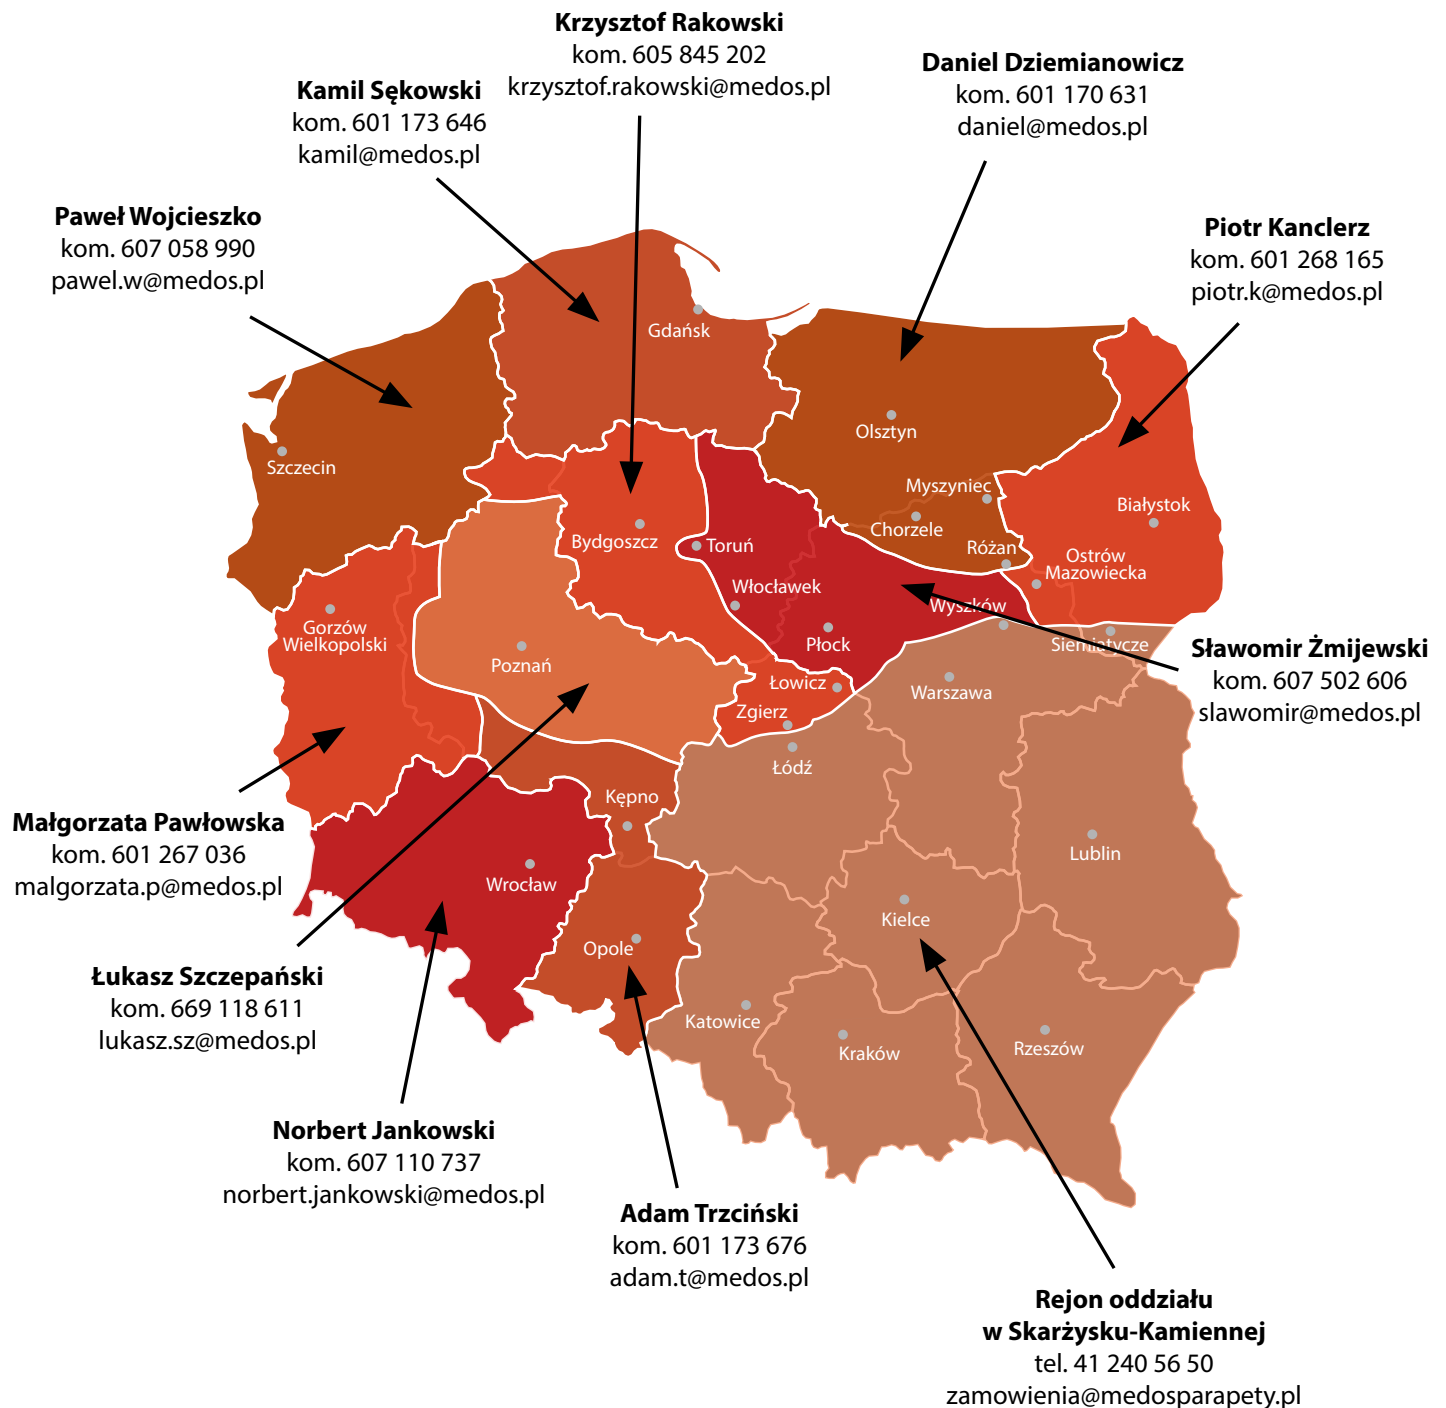 Krzysztof Rakowski
kom. 605 845 202
krzysztof.rakowski@medos.pl
Daniel Dziemianowicz
kom. 601 170 631
daniel@medos.pl
Kamil Sękowski
kom. 601 173 646
kamil@medos.pl
Paweł Wojcieszko
kom. 607 058 990
pawel.w@medos.pl
Piotr Kanclerz
kom. 601 268 165
piotr.k@medos.pl
Gdańsk
Olsztyn
Szczecin
Myszyniec
Białystok
Chorzele
Bydgoszcz
Toruń
Różan
Ostrów
Mazowiecka
Włocławek
Wyszków
Gorzów
Wielkopolski
Płock
Siemiatycze
Poznań
Łowicz
Warszawa
Zgierz
Łódź
Sławomir Żmijewski
kom. 607 502 606
slawomir@medos.pl
Kępno
Małgorzata Pawłowska
kom. 601 267 036
malgorzata.p@medos.pl
Lublin
Wrocław
Kielce
Opole
Łukasz Szczepański
kom. 669 118 611
lukasz.sz@medos.pl
Katowice
Kraków
Rzeszów
Norbert Jankowski
kom. 607 110 737
norbert.jankowski@medos.pl
Adam Trzciński
kom. 601 173 676
adam.t@medos.pl
Rejon oddziału
w Skarżysku-Kamiennej
tel. 41 240 56 50
zamowienia@medosparapety.pl